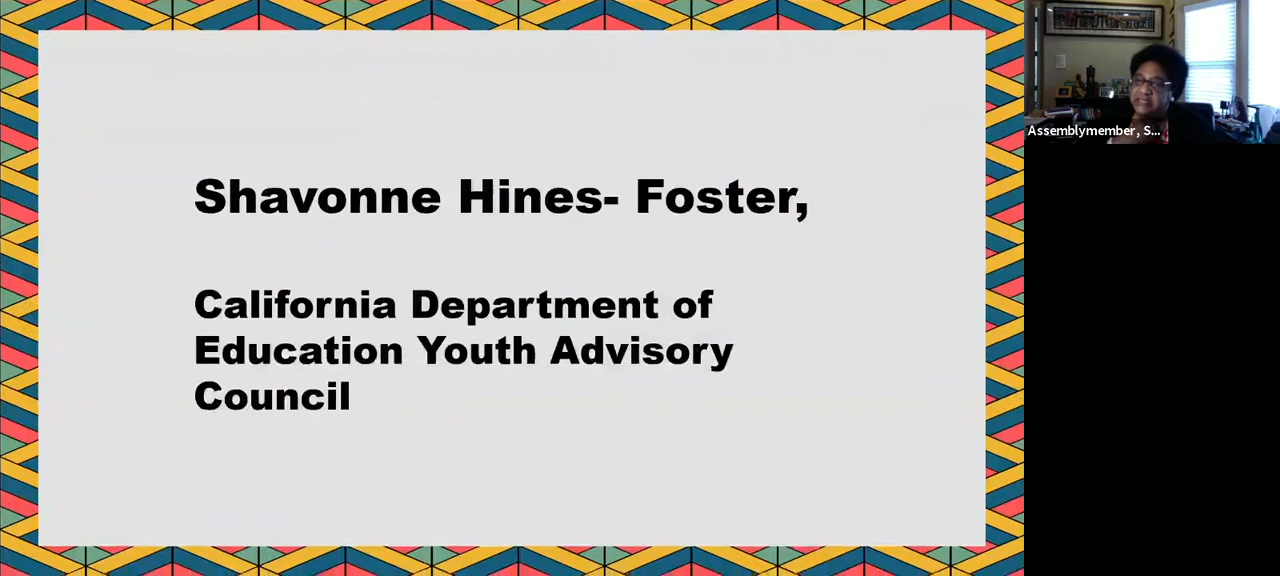 Shavonne Hines- Foster,
California Department of
Education Youth Advisory
Council
Assemblymember, S...